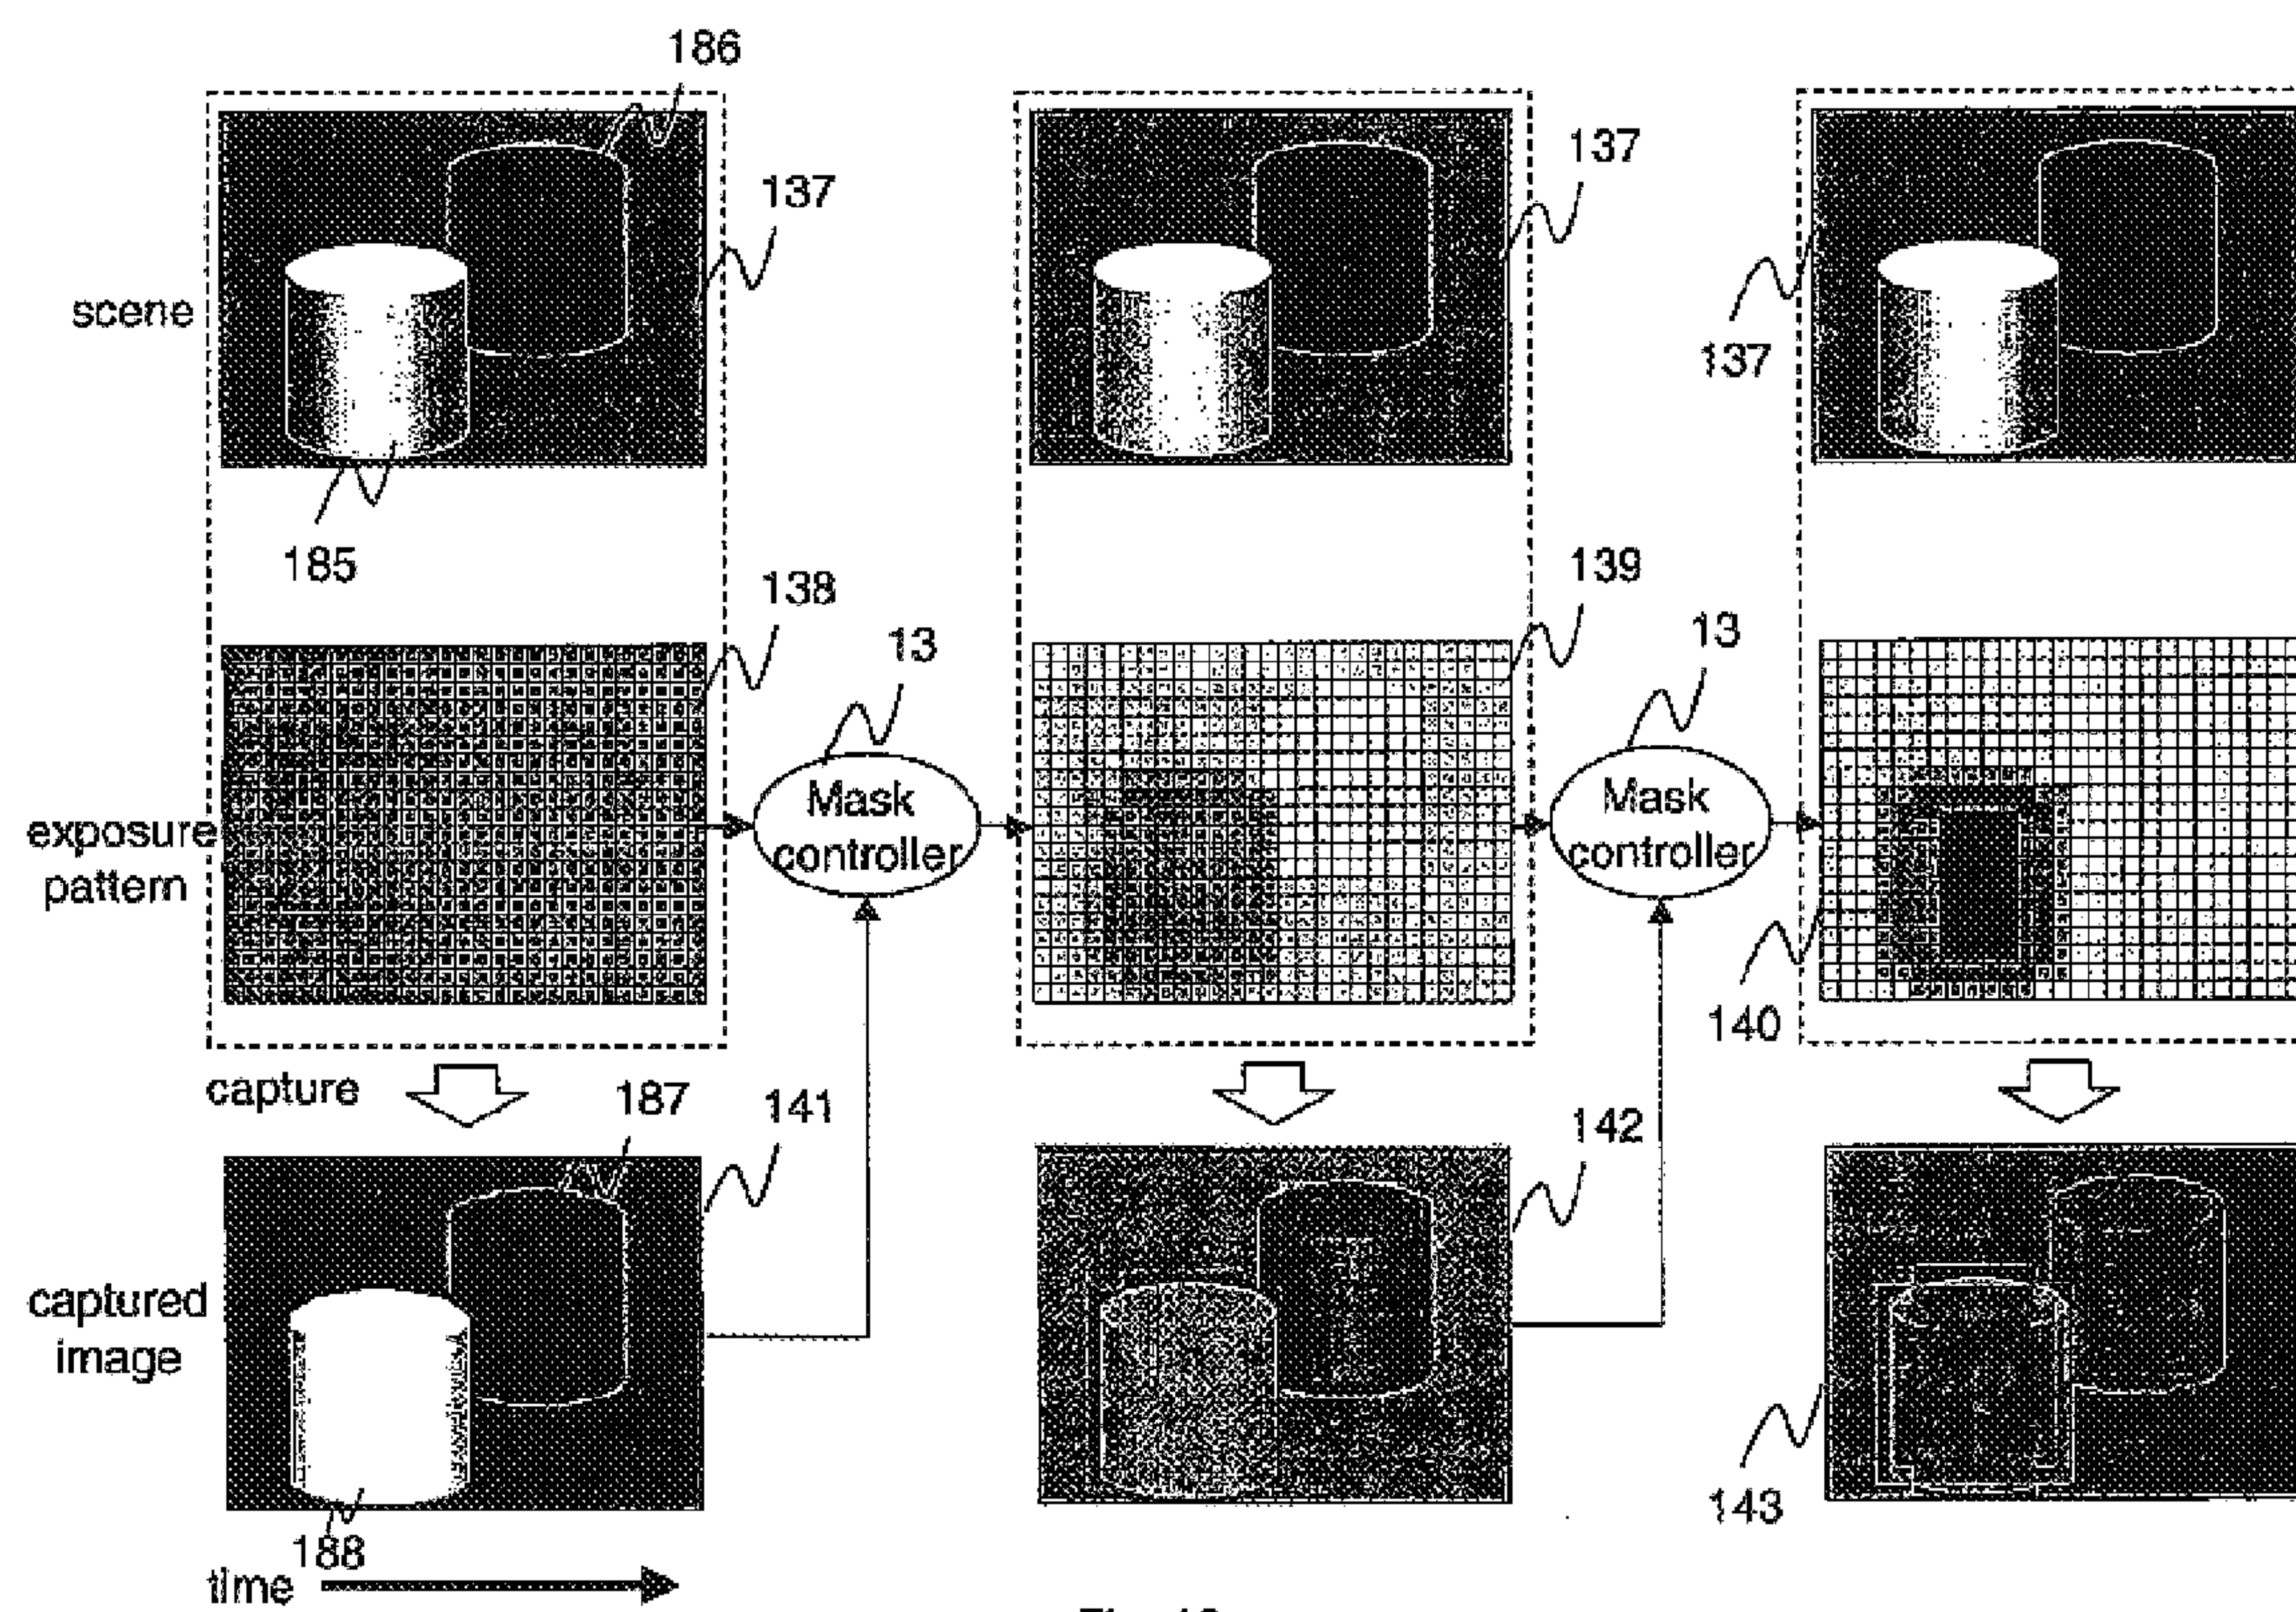 186
137
137
scene
137
185
138
13
139
13
exposure
pattern
Mask
controller
Mask
controller
140
capture
187
141
142
captured
image
143
188
time